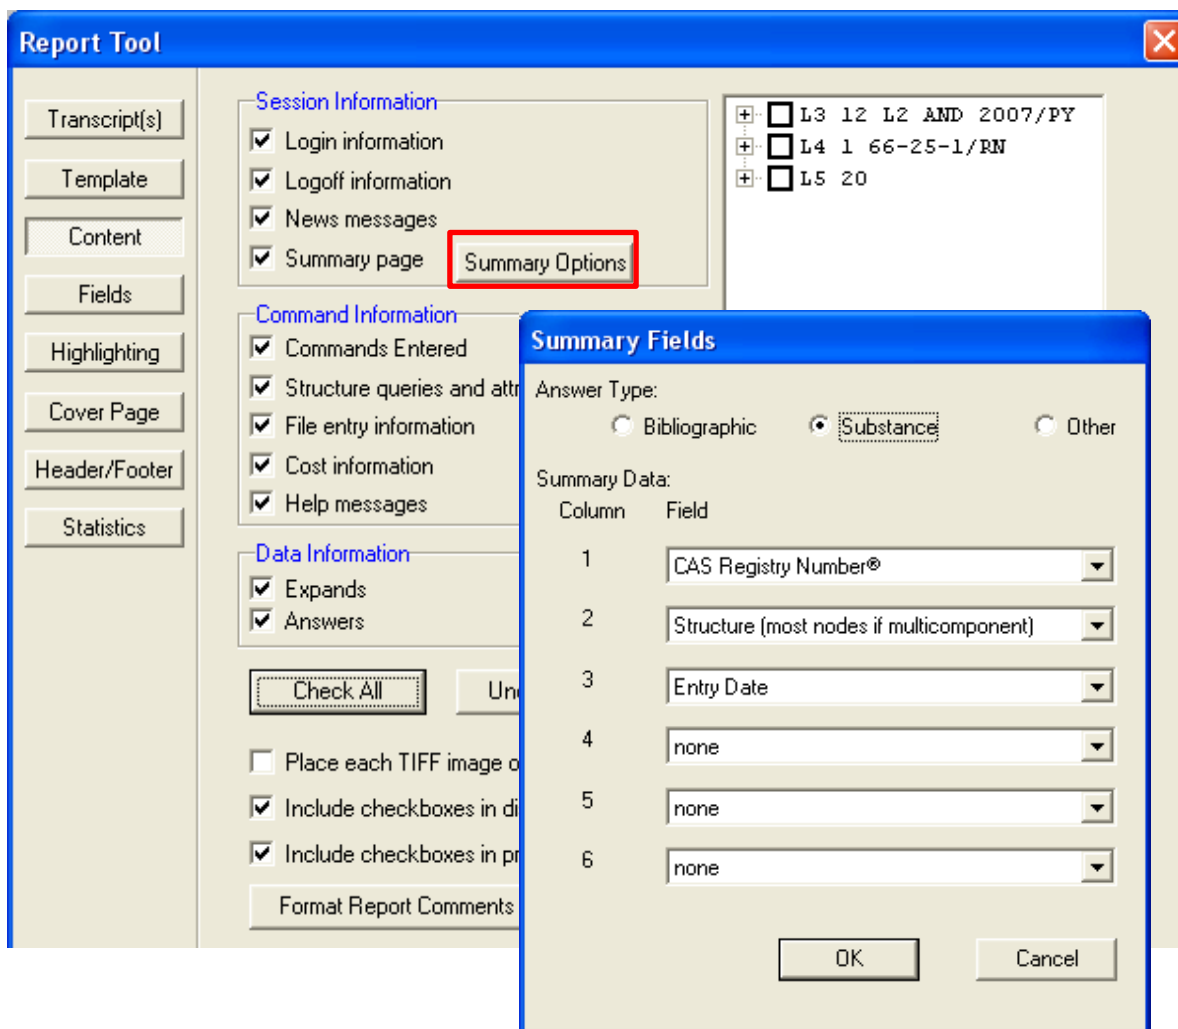 Report Tool
Transcript(s)
Template
Content
Fields
Highlighting
Cover Page
Header/Footer
Statistics
Session Information
Login information
Logoff information
News messages
Summary page
Summary Options
Command Information
Commands Entered
Structure queries and attr
File entry information
Cost information
Help messages
Data Information
Expands
Answers
Check All
Un
Place each TIFF image o
Include checkboxes in di
Include checkboxes in pr
Format Report Comments
L3 12 L2 AND 2007/PY
L4 1 66-25-1/RN
L5 20
Summary Fields
Answer Type:
Bibliographic Substance Other
Summary Data:
Column Field
1 CAS Registry Number®
2 Structure (most nodes if multicomponent)
3 Entry Date
4 none
5 none
6 none
OK Cancel